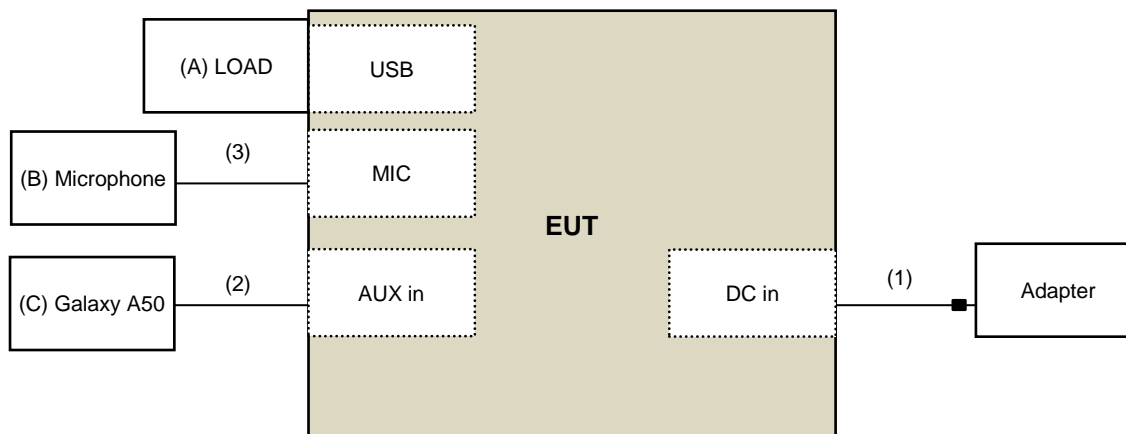 (A) LOAD
USB
(B) Microphone
(3)
MIC
EUT
(C) Galaxy A50
(2)
AUX in
DC in
(1)
Adapter